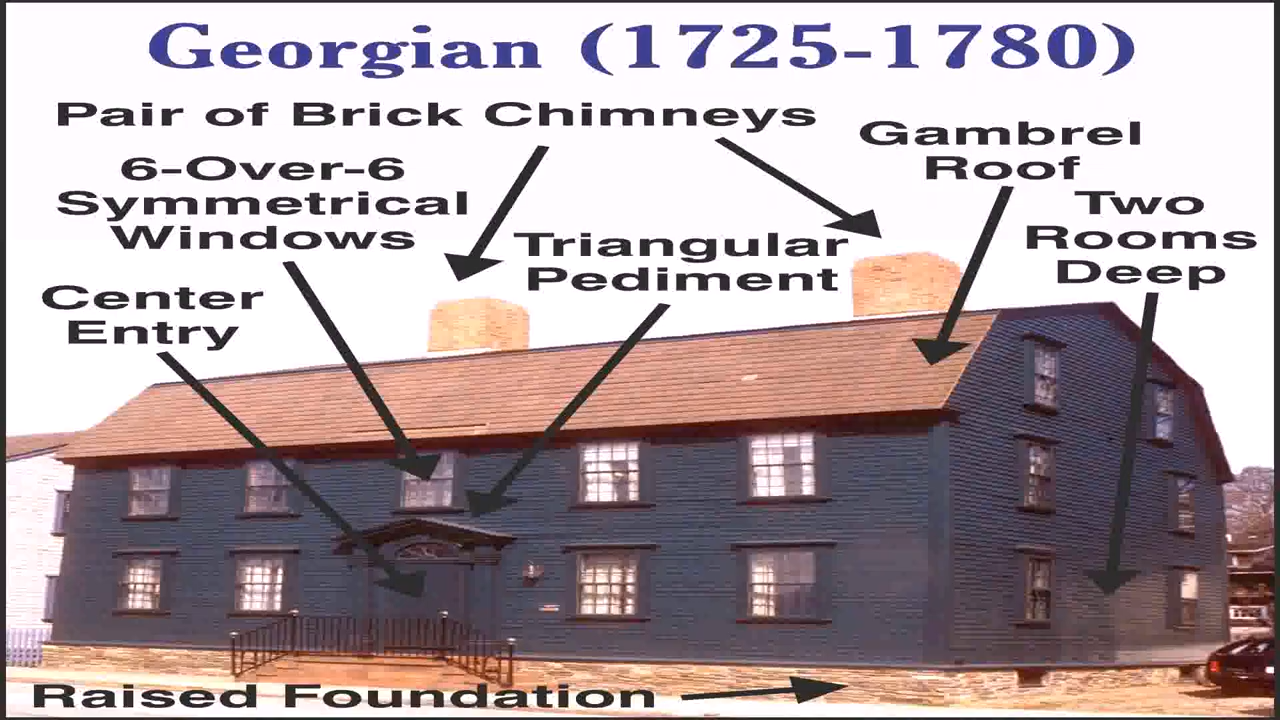 Georgian (1725-1780)
Pair of Brick Chimneys
Gambrel
Roof
6-Over-6
Symmetrical
Windows
Two
Rooms
Deep
Triangular
Pediment
Center
Entry
Raised Foundation